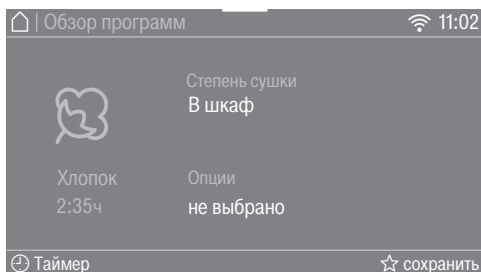 | Обзор программ 11:02
Степень сушки
В шкаф
Хлопок
2:35ч
Опции
не выбрано
Таймер сохранить